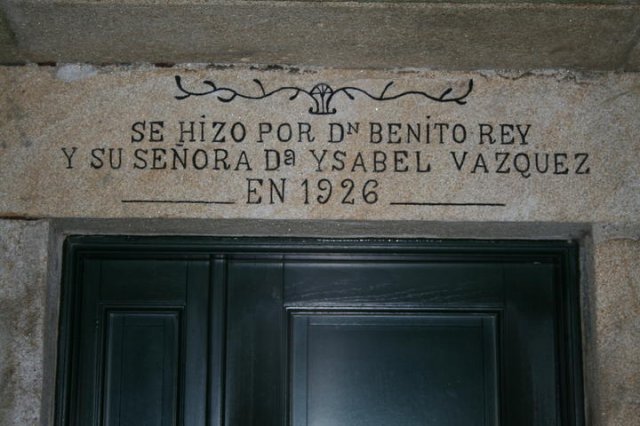 SE HIZO POR Dᴺ BENITO REY
Y SU SEÑORA Dª YSABEL VAZQUEZ
EN 1926